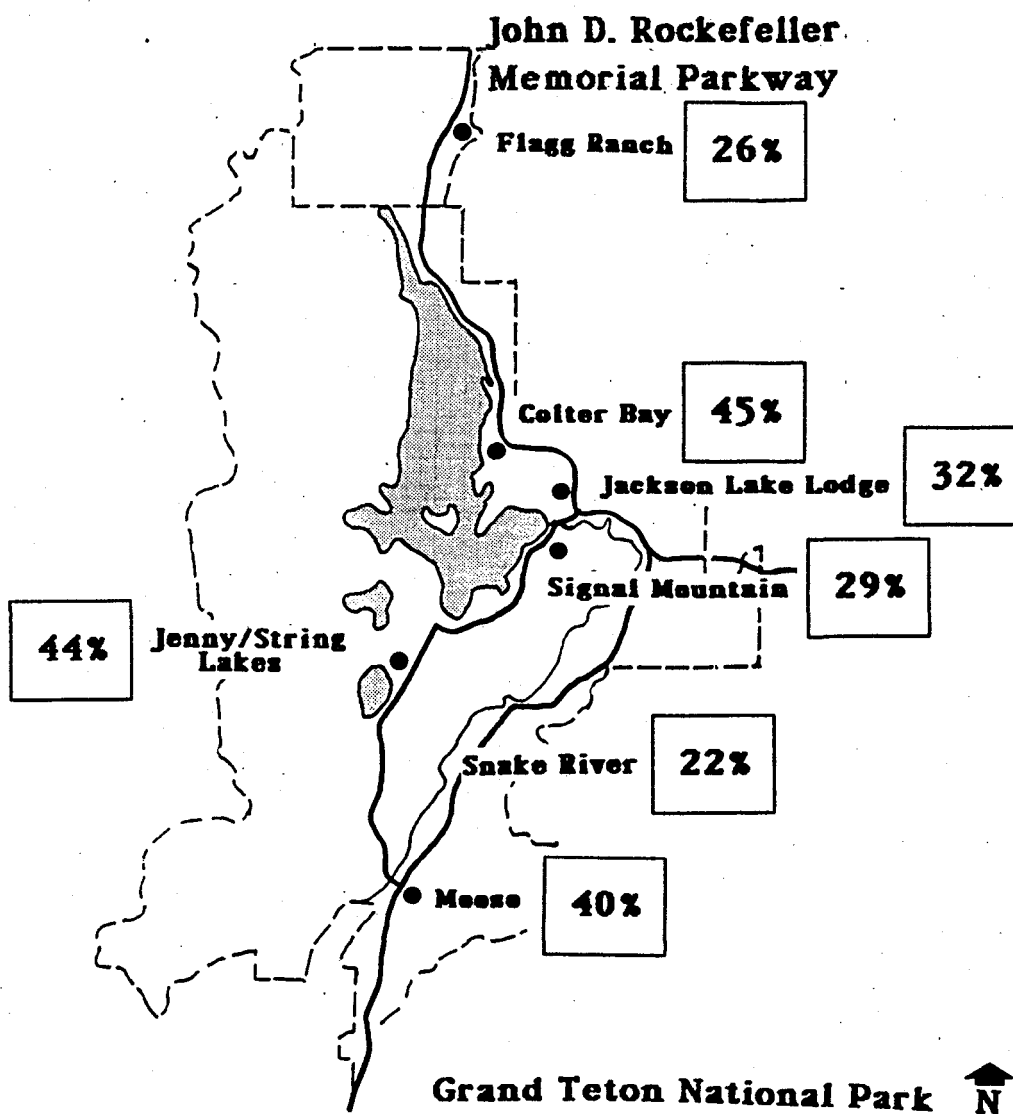 John D. Rockefeller
Memorial Parkway
Flagg Ranch 26%
Colter Bay 45%
Jackson Lake Lodge 32%
Signal Mountain 29%
44% Jenny/String
Lakes
Snake River 22%
Moose 40%
Grand Teton National Park N